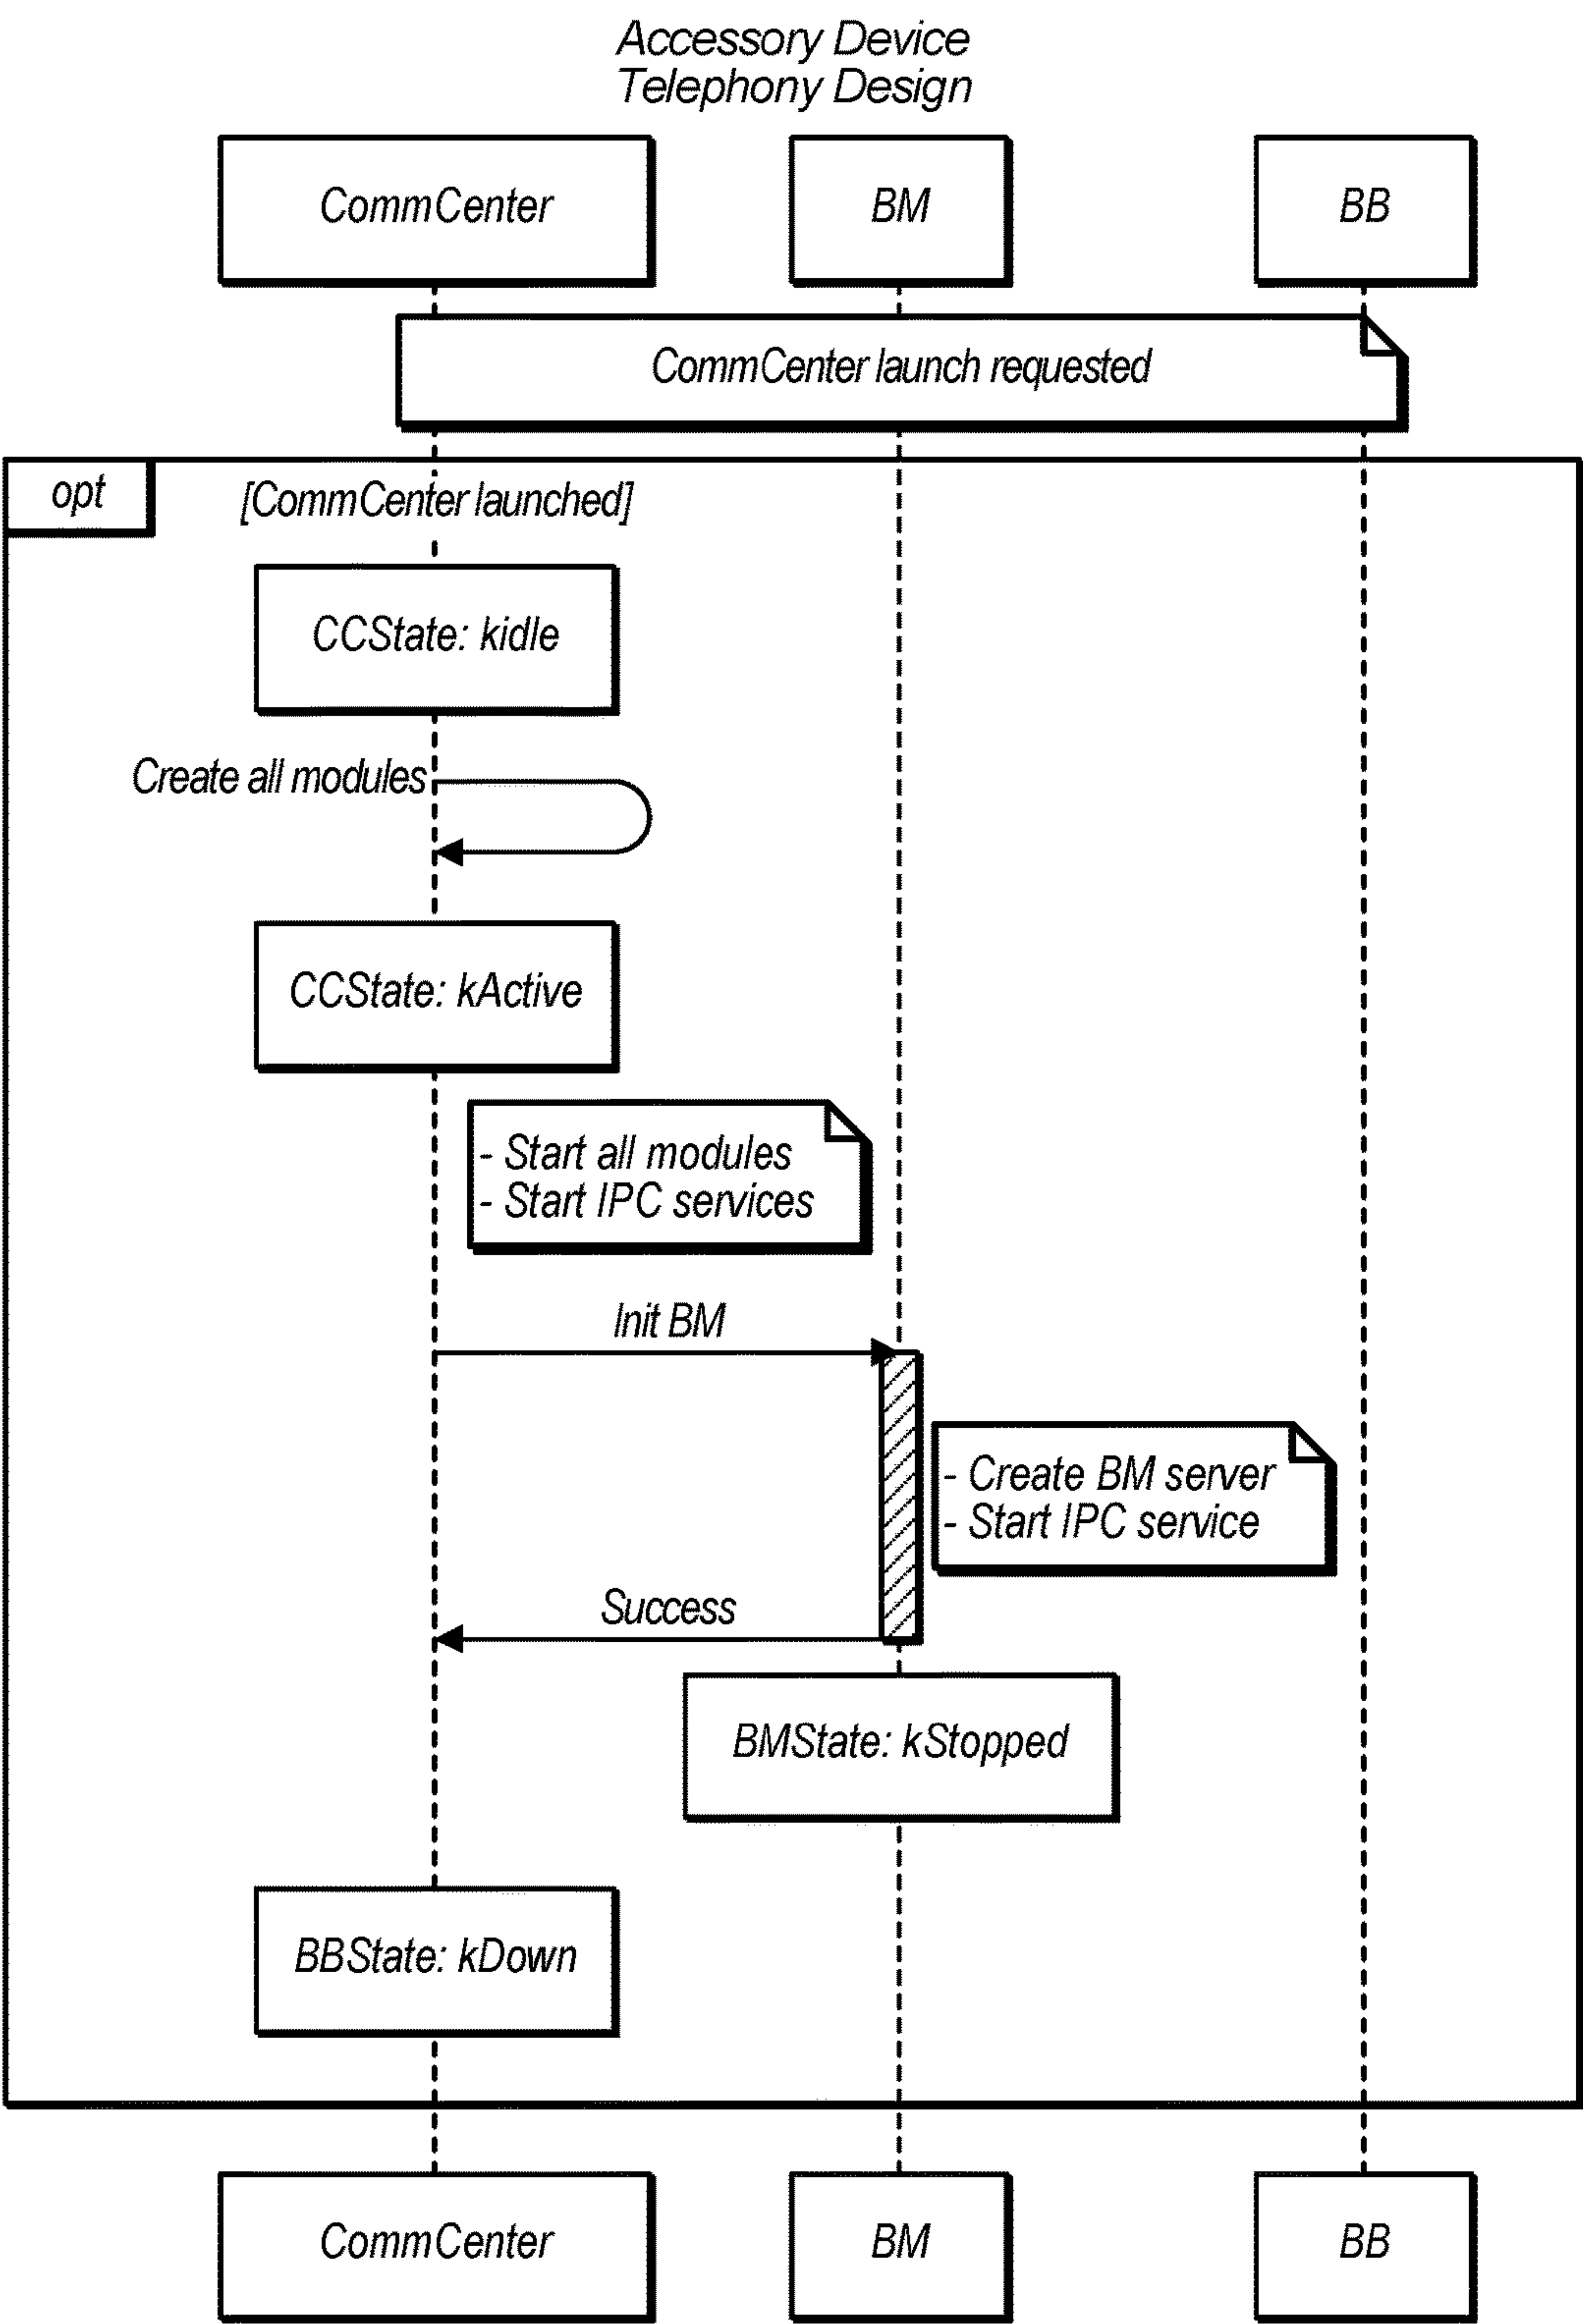 Accessory Device
Telephony Design
CommCenter
BM
BB
CommCenter launch requested
opt
[CommCenter launched]
CCState: kidle
Create all modules
CCState: kActive
- Start all modules
- Start IPC services
Init BM
- Create BM server
- Start IPC service
Success
BMState: kStopped
BBState: kDown
CommCenter
BM
BB